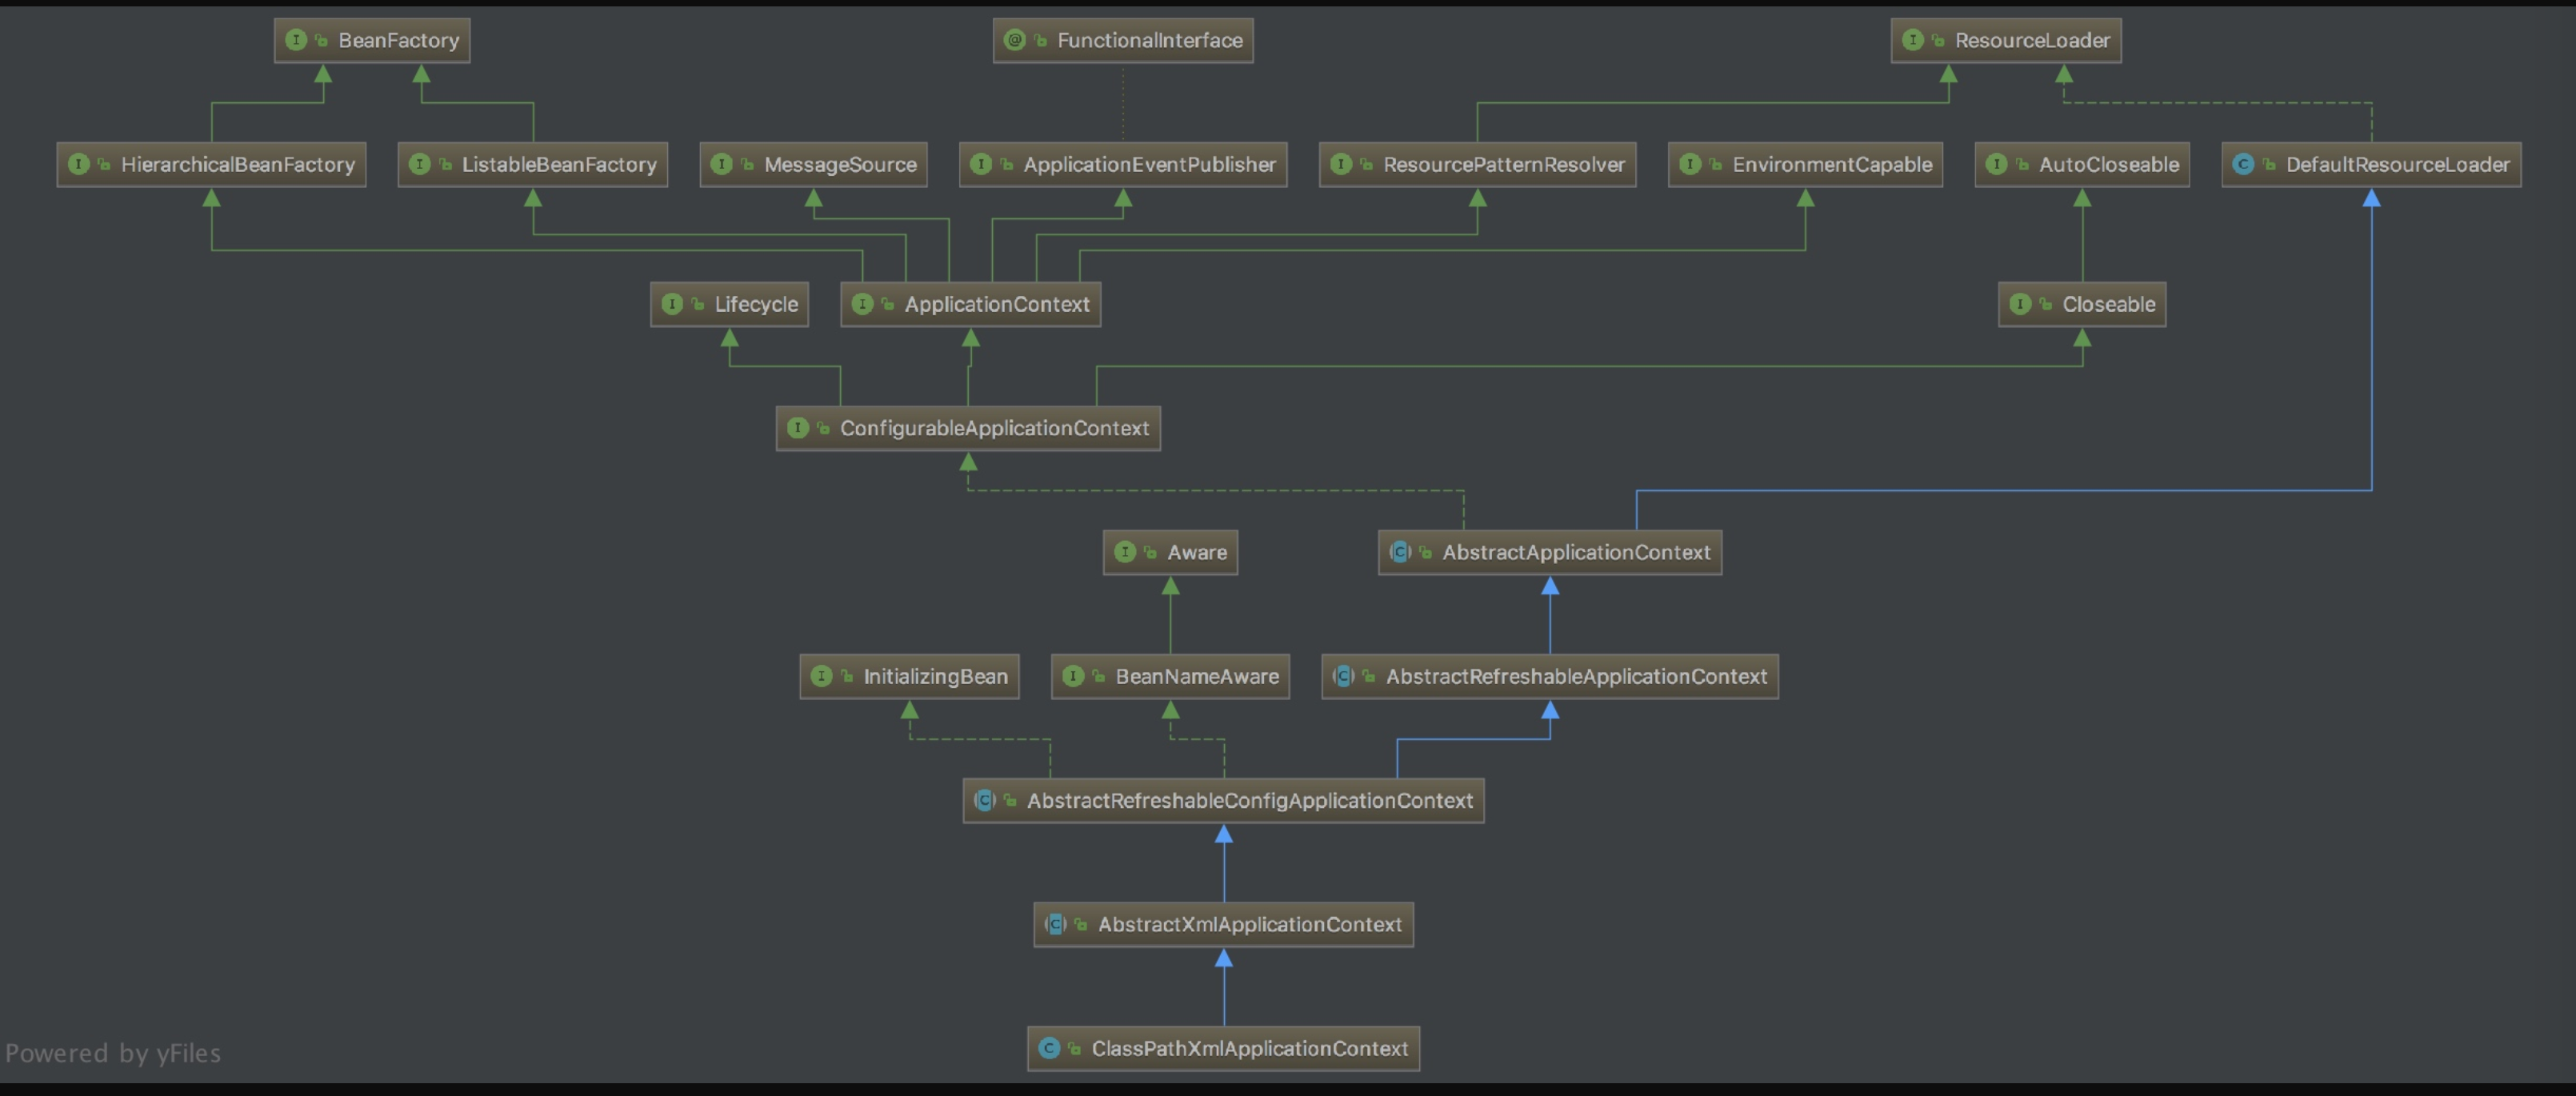 BeanFactory
FunctionalInterface
ResourceLoader
HierarchicalBeanFactory
ListableBeanFactory
MessageSource
ApplicationEventPublisher
ResourcePatternResolver
EnvironmentCapable
AutoCloseable
DefaultResourceLoader
Lifecycle
ApplicationContext
Closeable
ConfigurableApplicationContext
Aware
AbstractApplicationContext
InitializingBean
BeanNameAware
AbstractRefreshableApplicationContext
AbstractRefreshableConfigApplicationContext
AbstractXmlApplicationContext
ClassPathXmlApplicationContext
Powered by yFiles